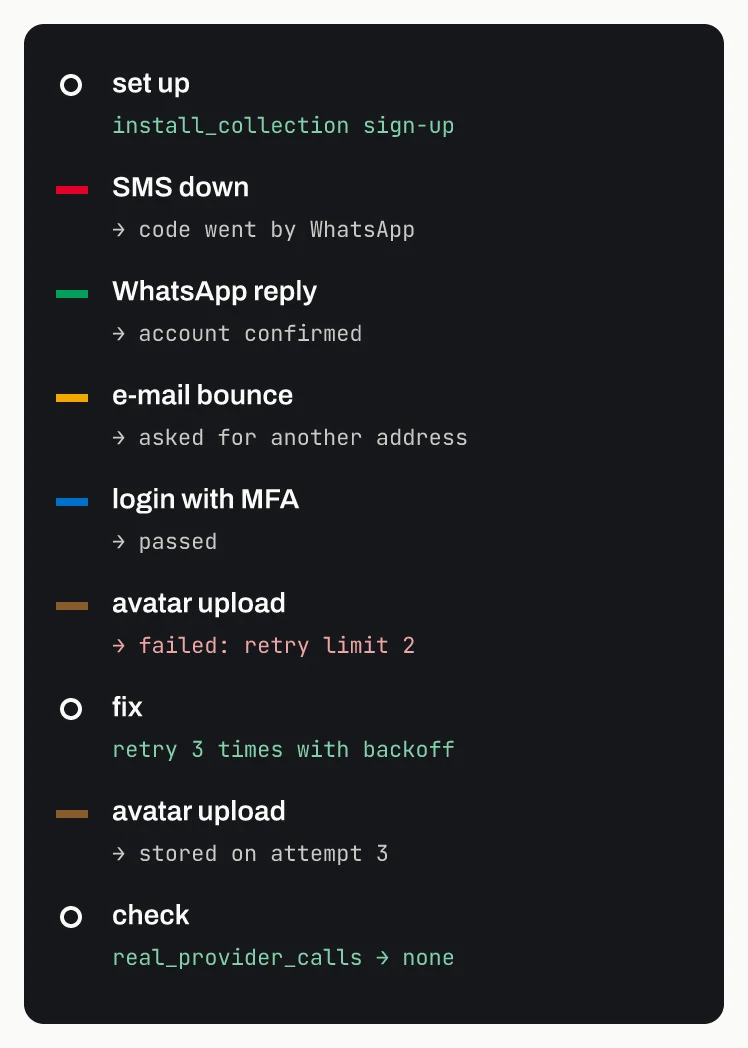 set up
install_collection sign-up
SMS down
→ code went by WhatsApp
WhatsApp reply
→ account confirmed
e-mail bounce
→ asked for another address
login with MFA
→ passed
avatar upload
→ failed: retry limit 2
fix
retry 3 times with backoff
avatar upload
→ stored on attempt 3
check
real_provider_calls → none